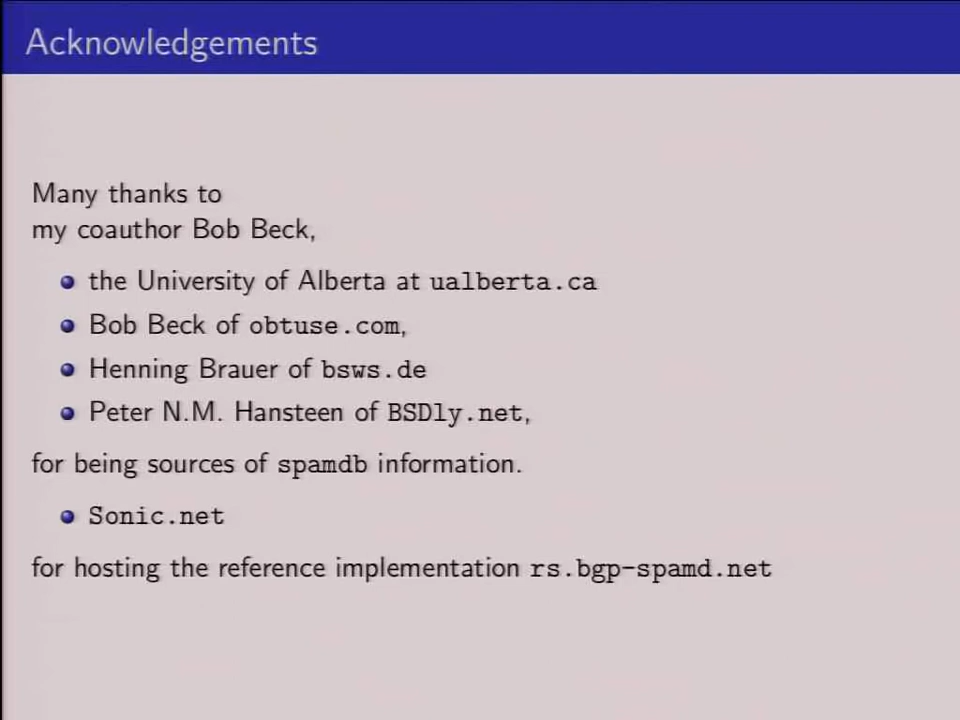 Acknowledgements
Many thanks to
my coauthor Bob Beck,
the University of Alberta at ualberta.ca
Bob Beck of obtuse.com,
Henning Brauer of bsws.de
Peter N.M. Hansteen of BSDly.net,
for being sources of spamdb information.
Sonic.net
for hosting the reference implementation rs.bgp-spamd.net